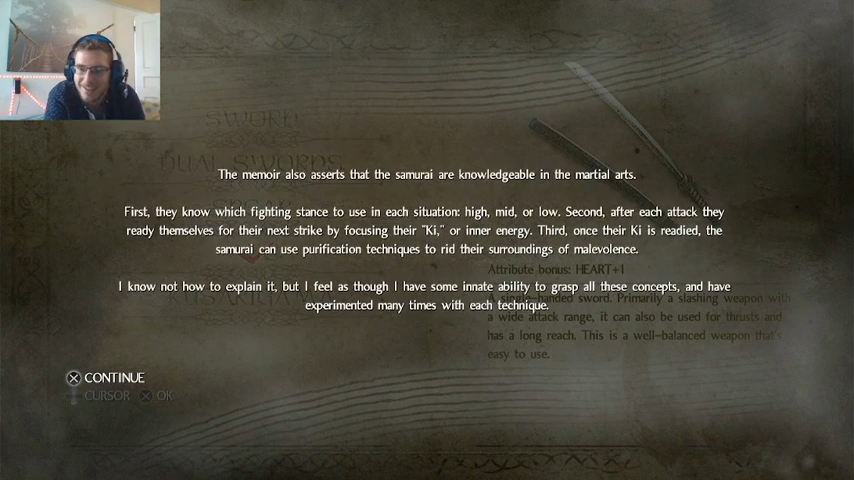 SWORD
DUAL SWORDS
The memoir also asserts that the samurai are knowledgeable in the martial arts.
First, they know which fighting stance to use in each situation: high, mid, or low. Second, after each attack they
ready themselves for their next strike by focusing their "Ki," or inner energy. Third, once their Ki is readied, the
samurai can use purification techniques to rid their surroundings of malevolence.
Attribute bonus: HEART+1
I know not how to explain it, but I feel as though I have some innate ability to grasp all these concepts, and have
experimented many times with each technique.
KUSARIGAMA
A single-handed sword. Primarily a slashing weapon with
a wide attack range, it can also be used for thrusts and
has a long reach. This is a well-balanced weapon that's
easy to use.
CONTINUE
CURSOR OK